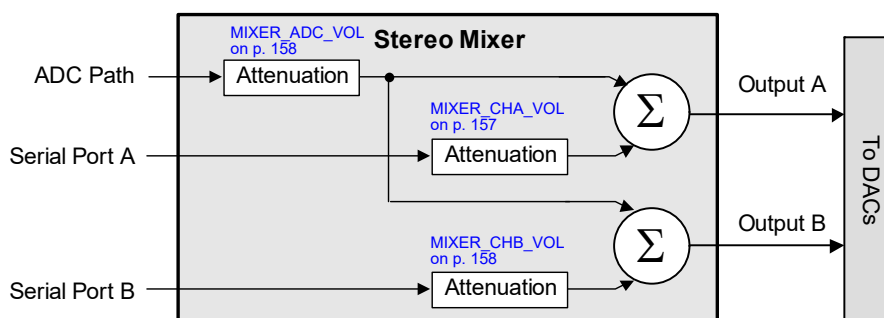 MIXER_ADC_VOL
on p. 158
Stereo Mixer
ADC Path
Attenuation
Output A
MIXER_CHA_VOL
on p. 157
Σ
Serial Port A
Attenuation
To DACs
Output B
MIXER_CHB_VOL
on p. 158
Σ
Serial Port B
Attenuation